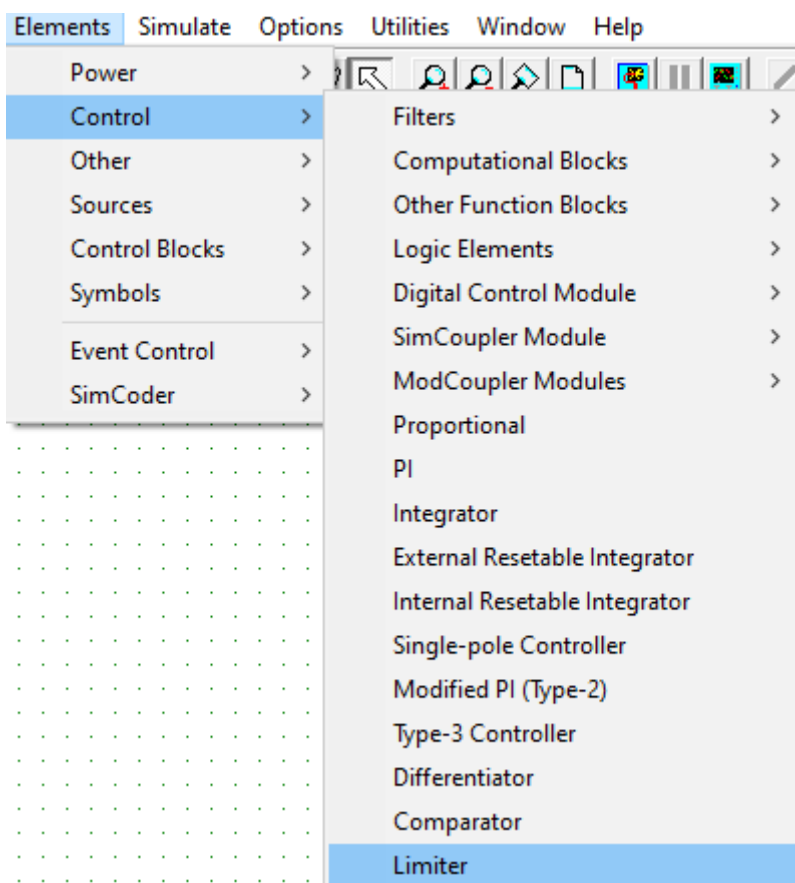 Elements Simulate Options Utilities Window Help
Power
Control
Other
Sources
Control Blocks
Symbols
Event Control
SimCoder
Filters
Computational Blocks
Other Function Blocks
Logic Elements
Digital Control Module
SimCoupler Module
ModCoupler Modules
Proportional
PI
Integrator
External Resetable Integrator
Internal Resetable Integrator
Single-pole Controller
Modified PI (Type-2)
Type-3 Controller
Differentiator
Comparator
Limiter